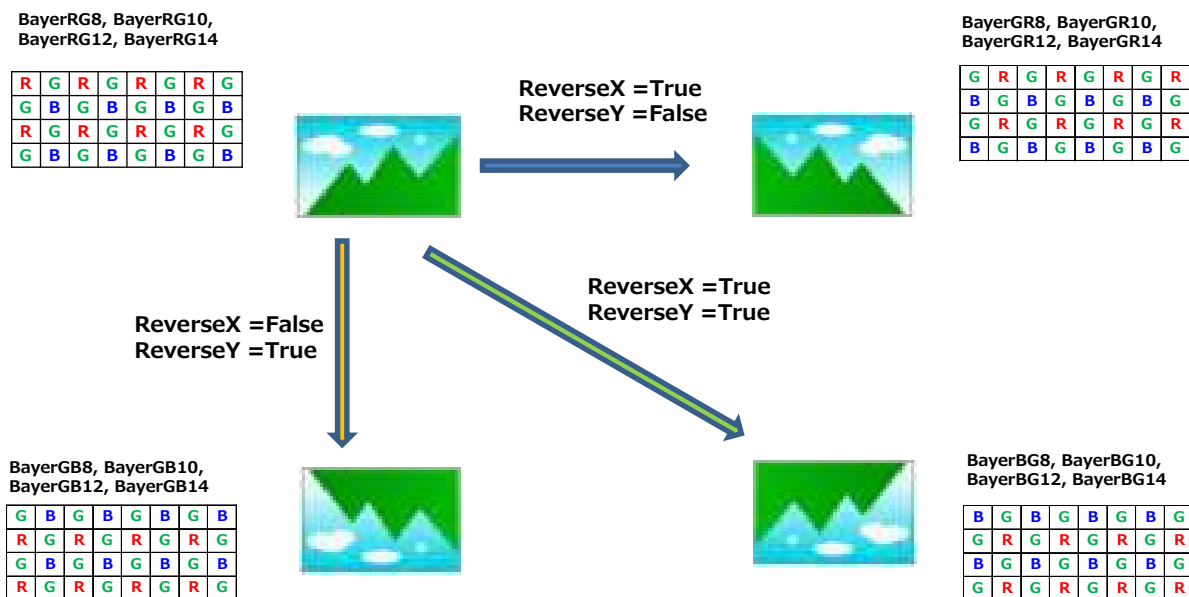 BayerRG8, BayerRG10,
BayerRG12, BayerRG14
R G R G R G R G
G B G B G B G B
R G R G R G R G
G B G B G B G B
ReverseX =True
ReverseY =False
BayerGR8, BayerGR10,
BayerGR12, BayerGR14
G R G R G R G R
B G B G B G B G
G R G R G R G R
B G B G B G B G
ReverseX =False
ReverseY =True
ReverseX =True
ReverseY =True
BayerGB8, BayerGB10,
BayerGB12, BayerGB14
G B G B G B G B
R G R G R G R G
G B G B G B G B
R G R G R G R G
BayerBG8, BayerBG10,
BayerBG12, BayerBG14
B G B G B G B G
G R G R G R G R
B G B G B G B G
G R G R G R G R